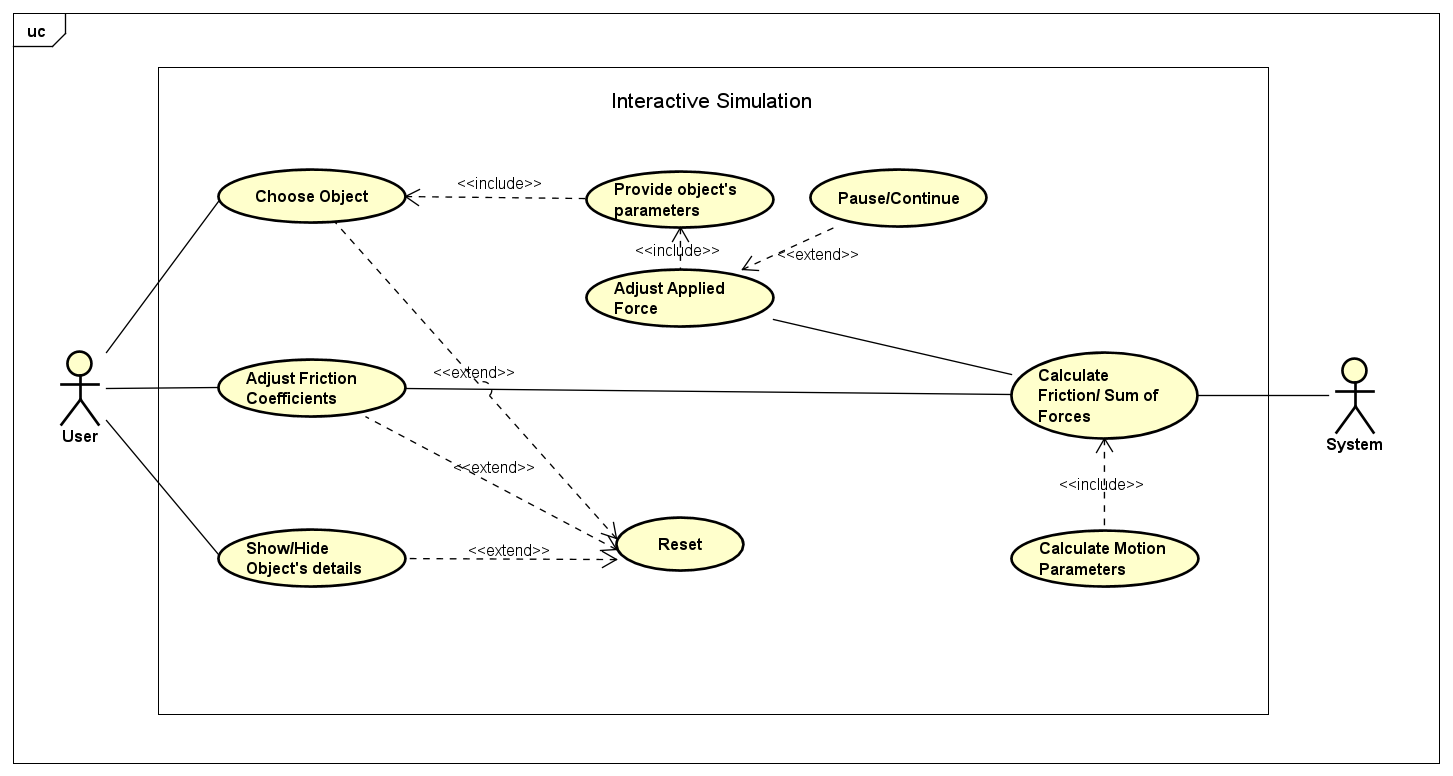 uc
Interactive Simulation
Choose Object
<<include>>
Provide object's
parameters
Pause/Continue
<<include>>
<<extend>>
Adjust Applied
Force
<<extend>>
Adjust Friction
Coefficients
Calculate
Friction/ Sum of
Forces
User
System
<<extend>>
<<include>>
Show/Hide
Object's details
<<extend>>
Reset
Calculate Motion
Parameters